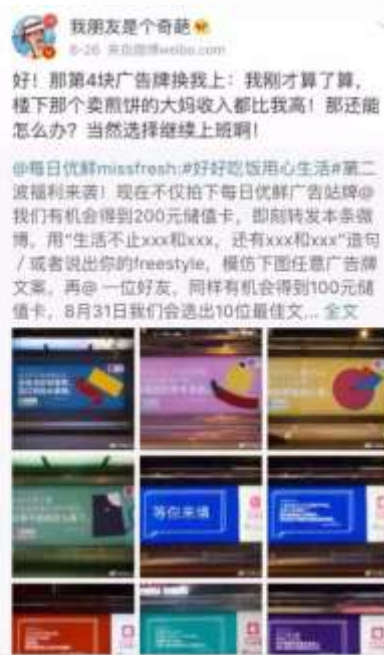 我朋友是个奇葩
8-26 来自微博weibo.com
好！那第4块广告牌换我上：我刚才算了算，
楼下那个卖煎饼的大妈收入都比我高！那还能
怎么办？当然选择继续上班啊！
@每日优鲜missfresh:#好好吃饭用心生活#第二
波福利来袭！现在不仅拍下每日优鲜广告站牌@
我们有机会得到200元储值卡，即刻转发本条微
博，用“生活不止xxx和xxx，还有xxx和xxx”造句
/ 或者说出你的freestyle，模仿下图任意广告牌
文案，再@ 一位好友，同样有机会得到100元储
值卡，8月31日我们会选出10位最佳文... 全文
等你来填